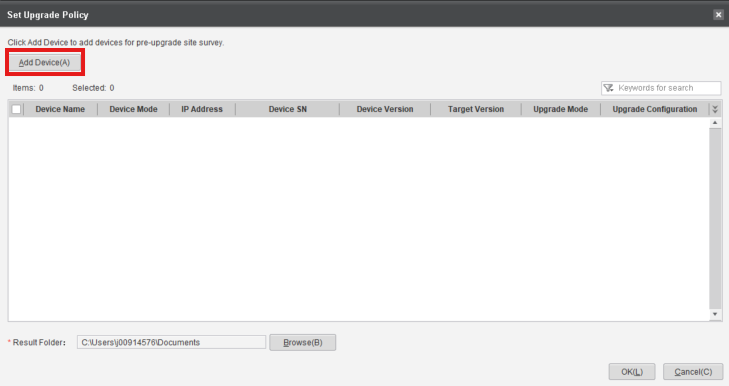 Set Upgrade Policy
Click Add Device to add devices for pre-upgrade site survey.
Add Device(A)
Items: 0 Selected: 0 Keywords for search
Device Name Device Mode IP Address Device SN Device Version Target Version Upgrade Mode Upgrade Configuration
* Result Folder: C:\Users\j00914576\Documents Browse(B)
OK(L) Cancel(C)